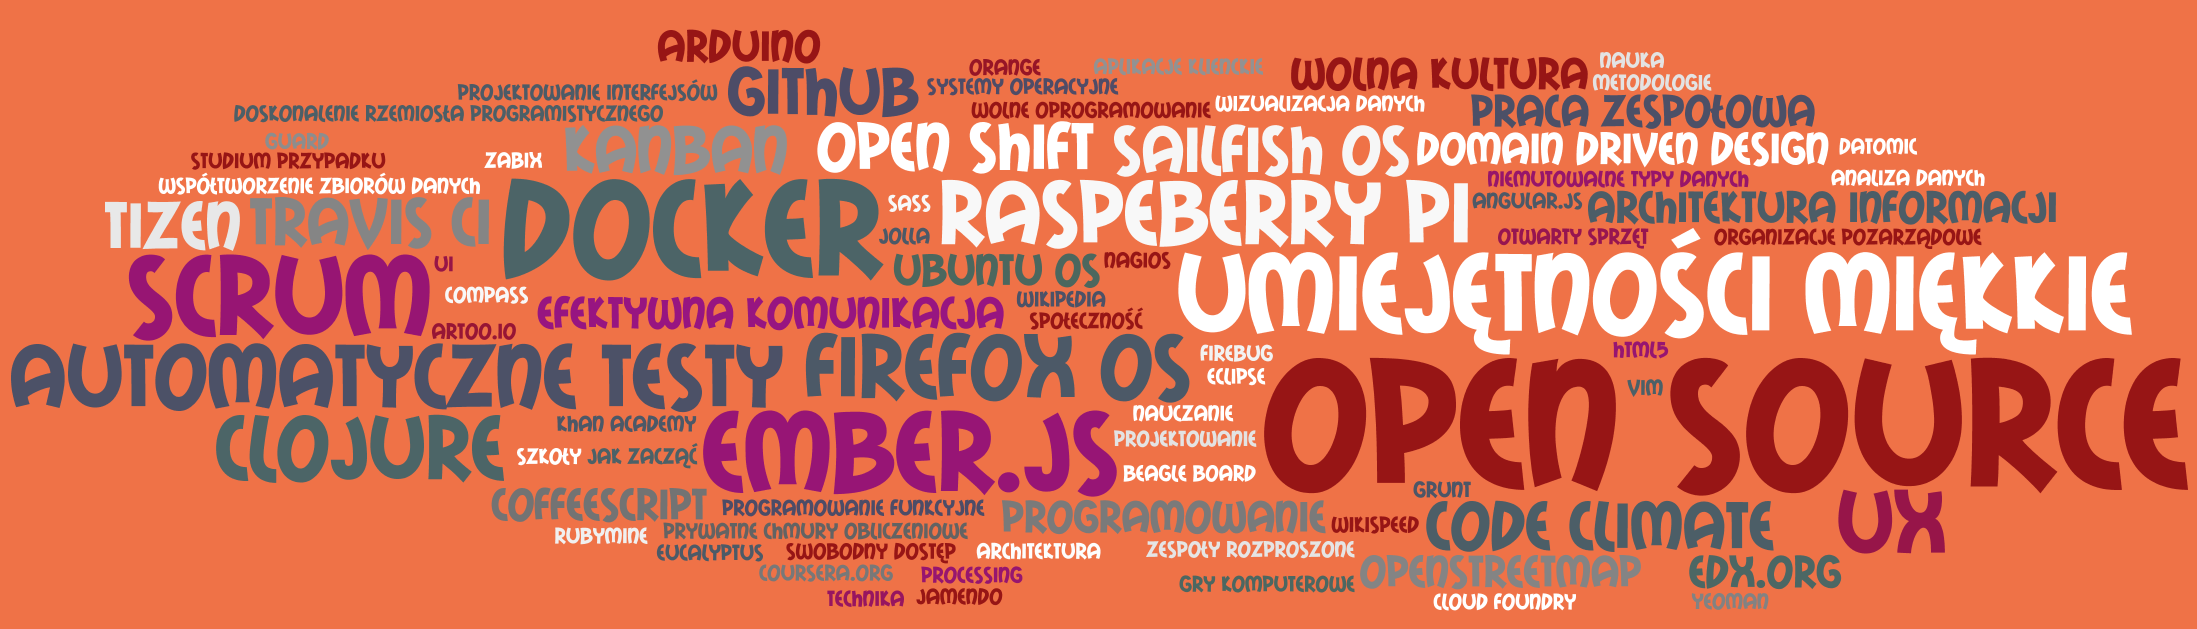 ARDUINO
ORANGE
APLIKACJE KLIENCKIE
WOLNA KULTURA
NAUKA
METODOLOGIE
PROJEKTOWANIE INTERFEJSÓW
GITHUB
SYSTEMY OPERACYJNE
DOSKONALENIE RZEMIOSŁA PROGRAMISTYCZNEGO
WOLNE OPROGRAMOWANIE
WIZUALIZACJA DANYCH
PRACA ZESPOŁOWA
GUARD
KANBAN
OPEN SHIFT
SAILFISH OS
DOMAIN DRIVEN DESIGN
DATOMIC
STUDIUM PRZYPADKU
ZABIX
WSPÓŁTWORZENIE ZBIORÓW DANYCH
NIEMUTOWALNE TYPY DANYCH
ANALIZA DANYCH
TIZEN
TRAVIS CI
DOCKER
SASS
RASPEBERRY PI
ANGULAR.JS
ARCHITEKTURA INFORMACJI
JOLLA
OTWARTY SPRZĘT
ORGANIZACJE POZARZĄDOWE
SCRUM
UI
UBUNTU OS
NAGIOS
UMIEJĘTNOŚCI MIĘKKIE
COMPASS
EFEKTYWNA KOMUNIKACJA
WIKIPEDIA
SPOŁECZNOŚĆ
ARTOO.IO
AUTOMATYCZNE TESTY
FIREFOX OS
FIREBUG
ECLIPSE
HTML5
OPEN SOURCE
VIM
CLOJURE
KHAN ACADEMY
EMBER.JS
NAUCZANIE
PROJEKTOWANIE
SZKOŁY
JAK ZACZĄĆ
BEAGLE BOARD
COFFEESCRIPT
PROGRAMOWANIE FUNKCYJNE
PROGRAMOWANIE
GRUNT
WIKISPEED
CODE CLIMATE
UX
RUBYMINE
PRYWATNE CHMURY OBLICZENIOWE
EUCALYPTUS
SWOBODNY DOSTĘP
ARCHITEKTURA
ZESPOŁY ROZPROSZONE
COURSERA.ORG
PROCESSING
GRY KOMPUTEROWE
OPENSTREETMAP
EDX.ORG
TECHNIKA
JAMENDO
CLOUD FOUNDRY
YEOMAN